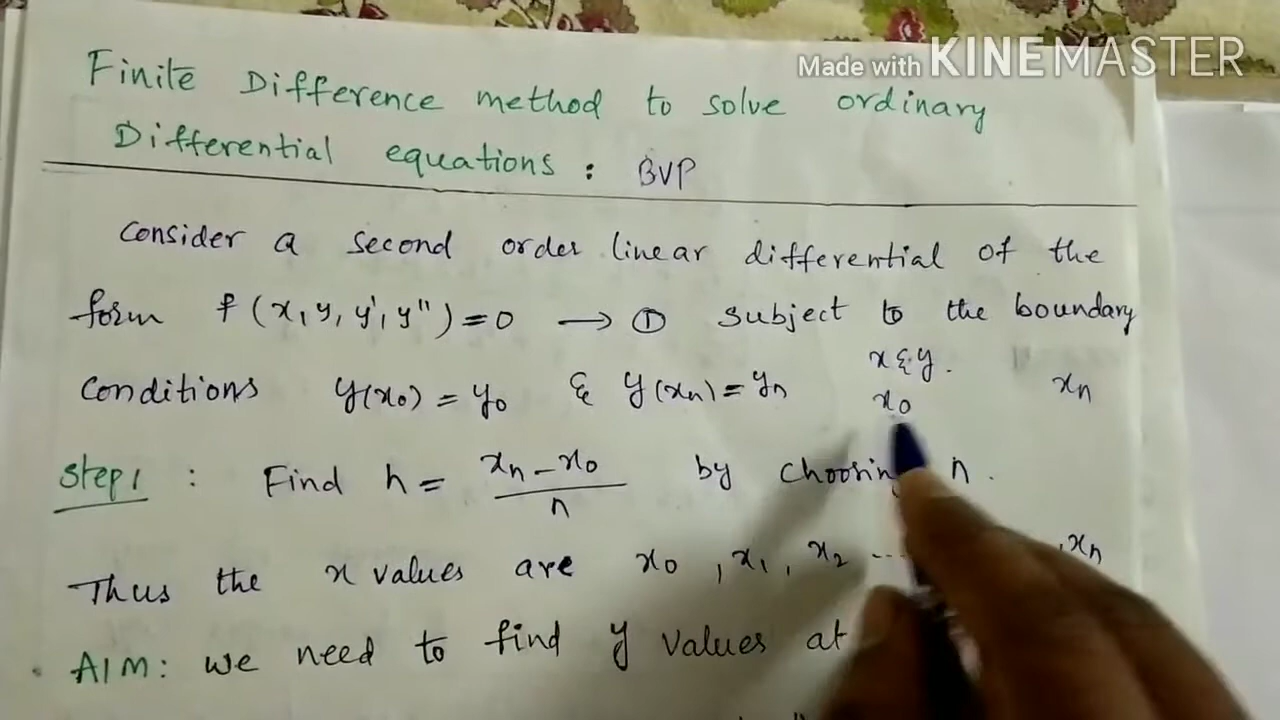 Made with KINEMASTER
Finite Difference method to solve ordinary
Differential equations : BVP
Consider a second order linear differential of the
form f(x, y, y', y'') = 0 → ① subject to the boundary
conditions y(x₀) = y₀ & y(xₙ) = yₙ
x & y.
x₀ xₙ
Step 1 : Find h = (xₙ - x₀)/n by choosing n.
Thus the x values are x₀, x₁, x₂ ... , xₙ
AIM: we need to find y values at